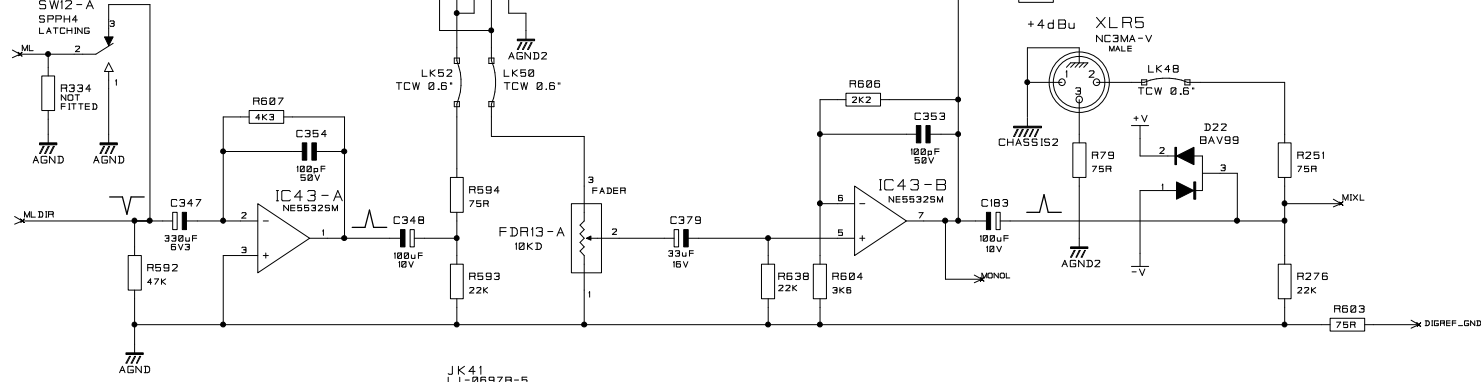 SW12-A
SPPH4
LATCHING
3
ML
2
1
R334
NOT
FITTED
AGND
AGND
R607
4K3
C354
100pF
50V
IC43-A
NE5532SM
MLDIR
C347
330uF
6V3
2
-
3
+
1
R592
47K
AGND
C348
100uF
10V
LK52
TCW 0.6"
LK50
TCW 0.6"
AGND2
R594
75R
R593
22K
3
FADER
FDR13-A
10KD
2
1
C379
33uF
16V
R638
22K
R604
3K6
R606
2K2
C353
100pF
50V
IC43-B
NE5532SM
6
-
5
+
7
MONOL
C183
100uF
10V
+4dBu
XLR5
NC3MA-V
MALE
1
2
3
CHASSIS2
LK48
TCW 0.6"
R79
75R
AGND2
+V
D22
BAV99
2
3
1
-V
R251
75R
MIXL
R276
22K
R603
75R
DIGREF_GND
JK41